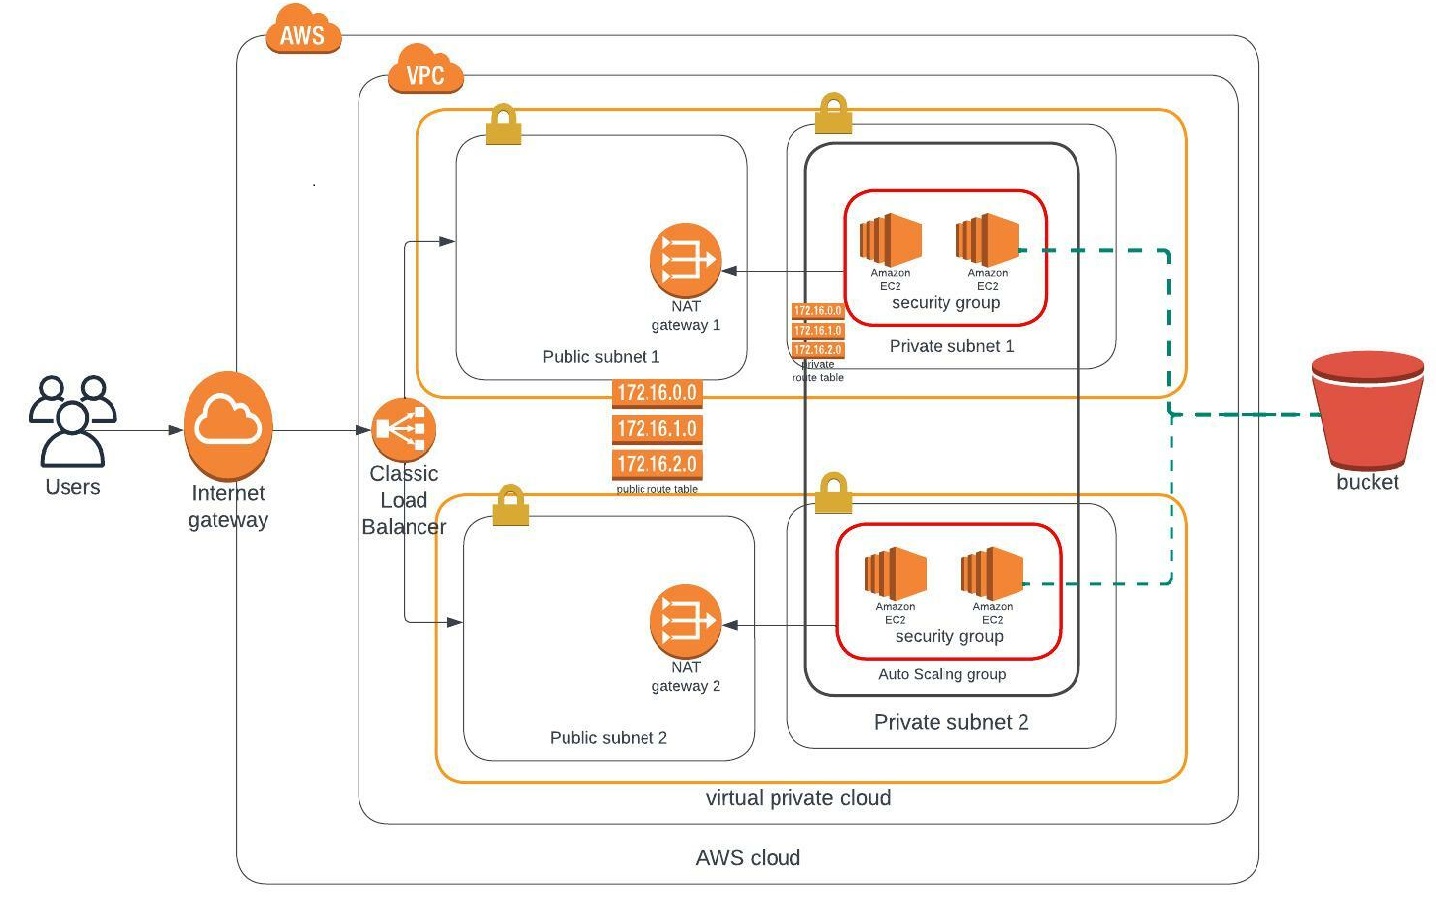 AWS
VPC
NAT
gateway 1
Public subnet 1
Amazon
EC2
Amazon
EC2
security group
172.16.0.0
172.16.1.0
172.16.2.0
private
route table
Private subnet 1
172.16.0.0
172.16.1.0
172.16.2.0
public route table
Users
Internet
gateway
Classic
Load
Balancer
bucket
NAT
gateway 2
Public subnet 2
Amazon
EC2
Amazon
EC2
security group
Auto Scaling group
Private subnet 2
virtual private cloud
AWS cloud